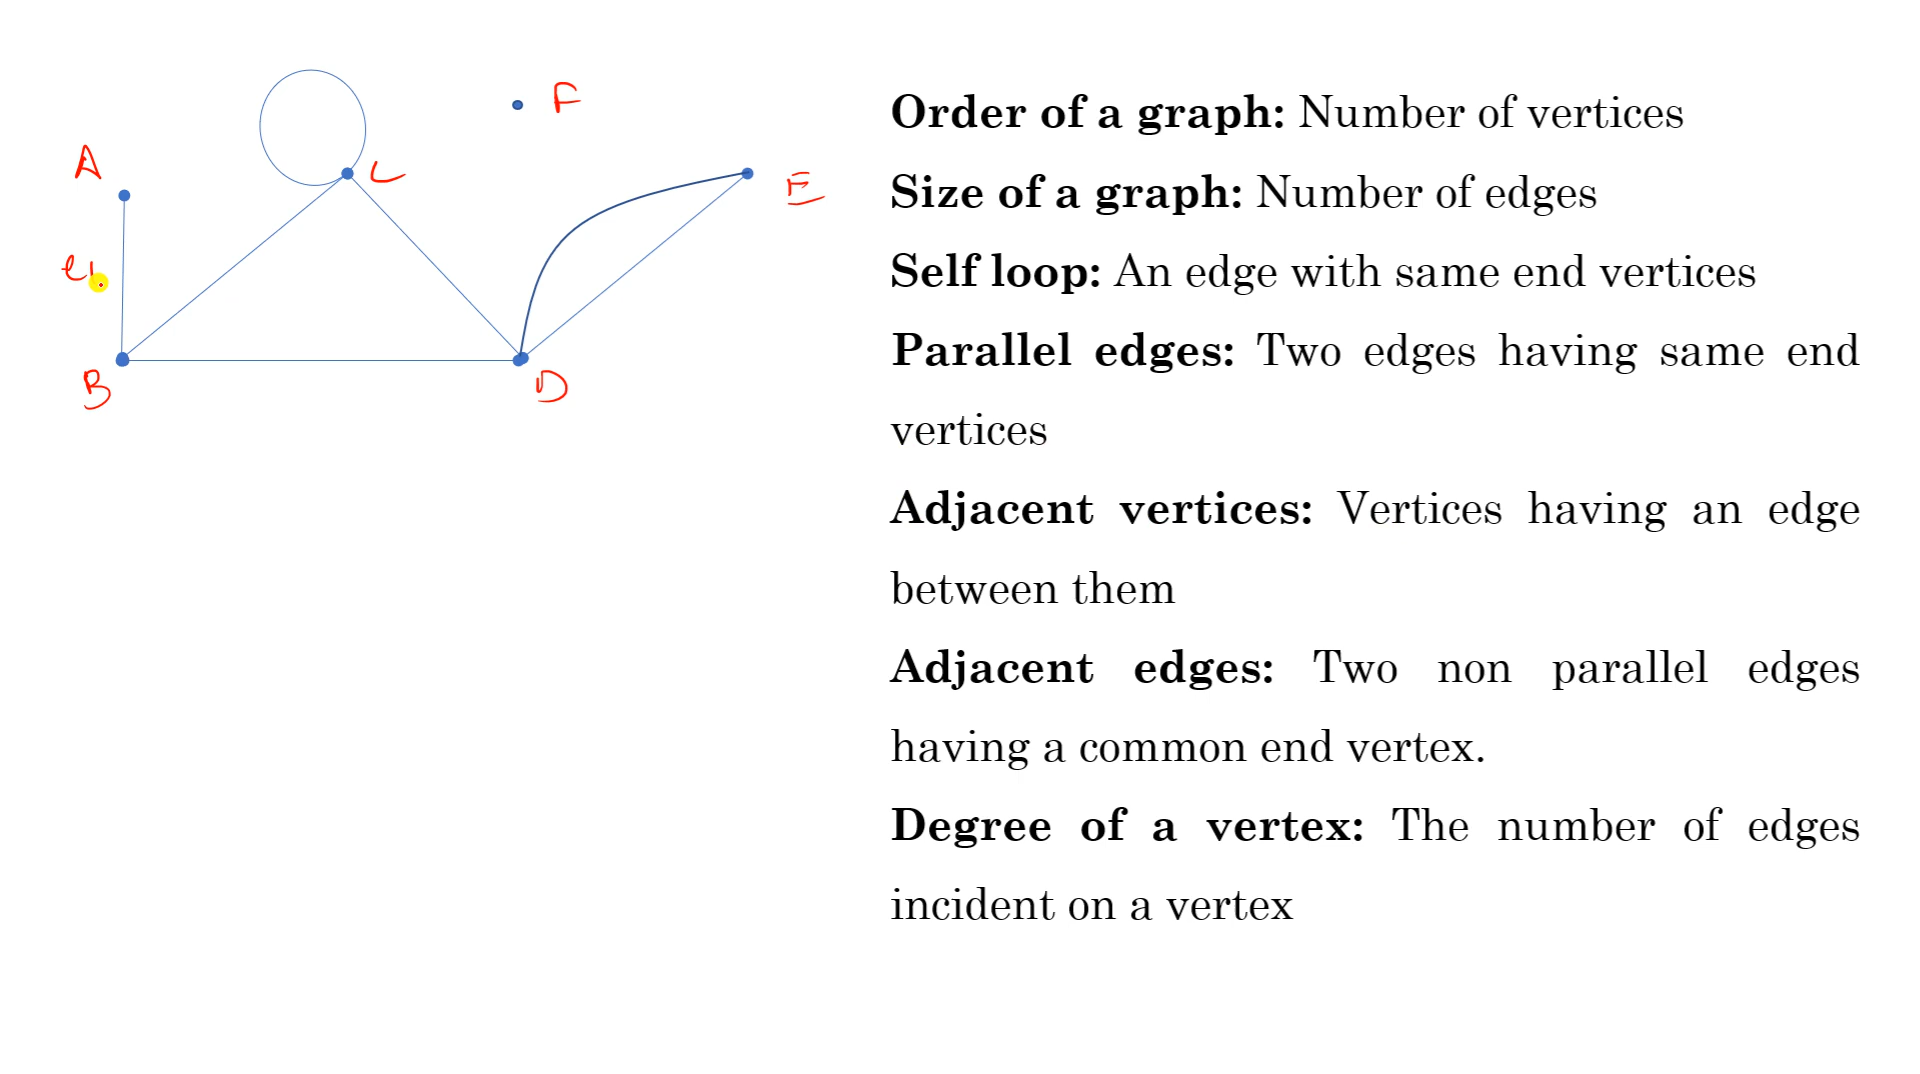 A
e1
B
C
D
E
F
Order of a graph: Number of vertices
Size of a graph: Number of edges
Self loop: An edge with same end vertices
Parallel edges: Two edges having same end
vertices
Adjacent vertices: Vertices having an edge
between them
Adjacent edges: Two non parallel edges
having a common end vertex.
Degree of a vertex: The number of edges
incident on a vertex